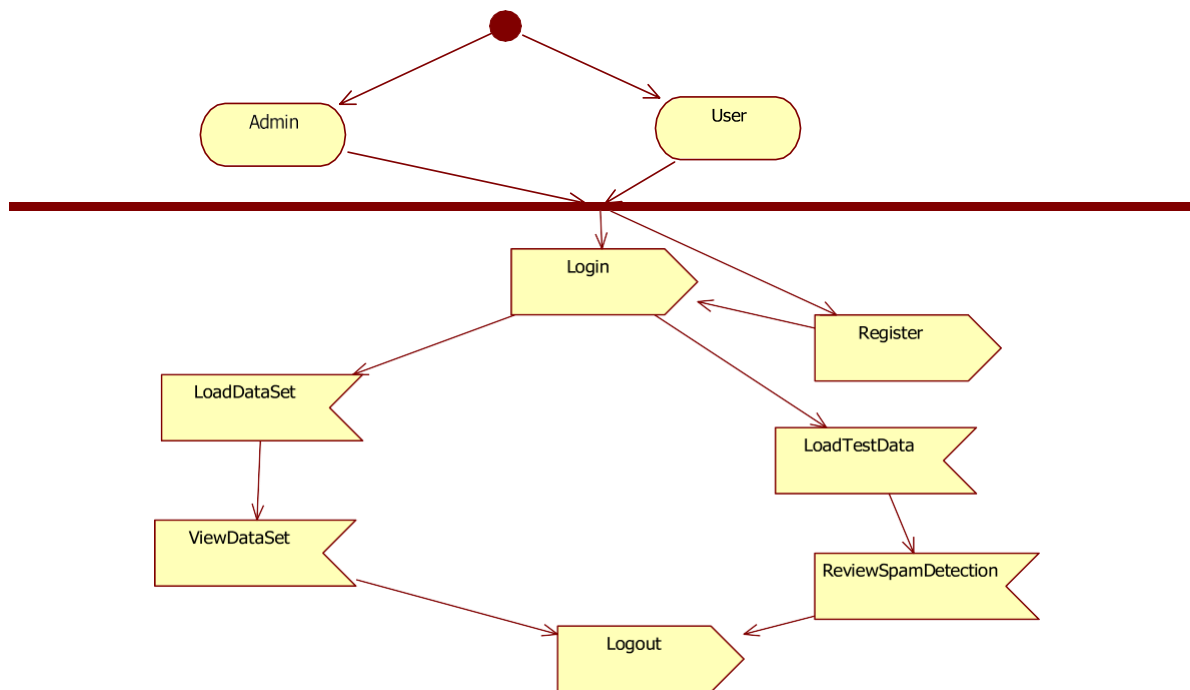 Admin
User
Login
Register
LoadDataSet
LoadTestData
ViewDataSet
ReviewSpamDetection
Logout